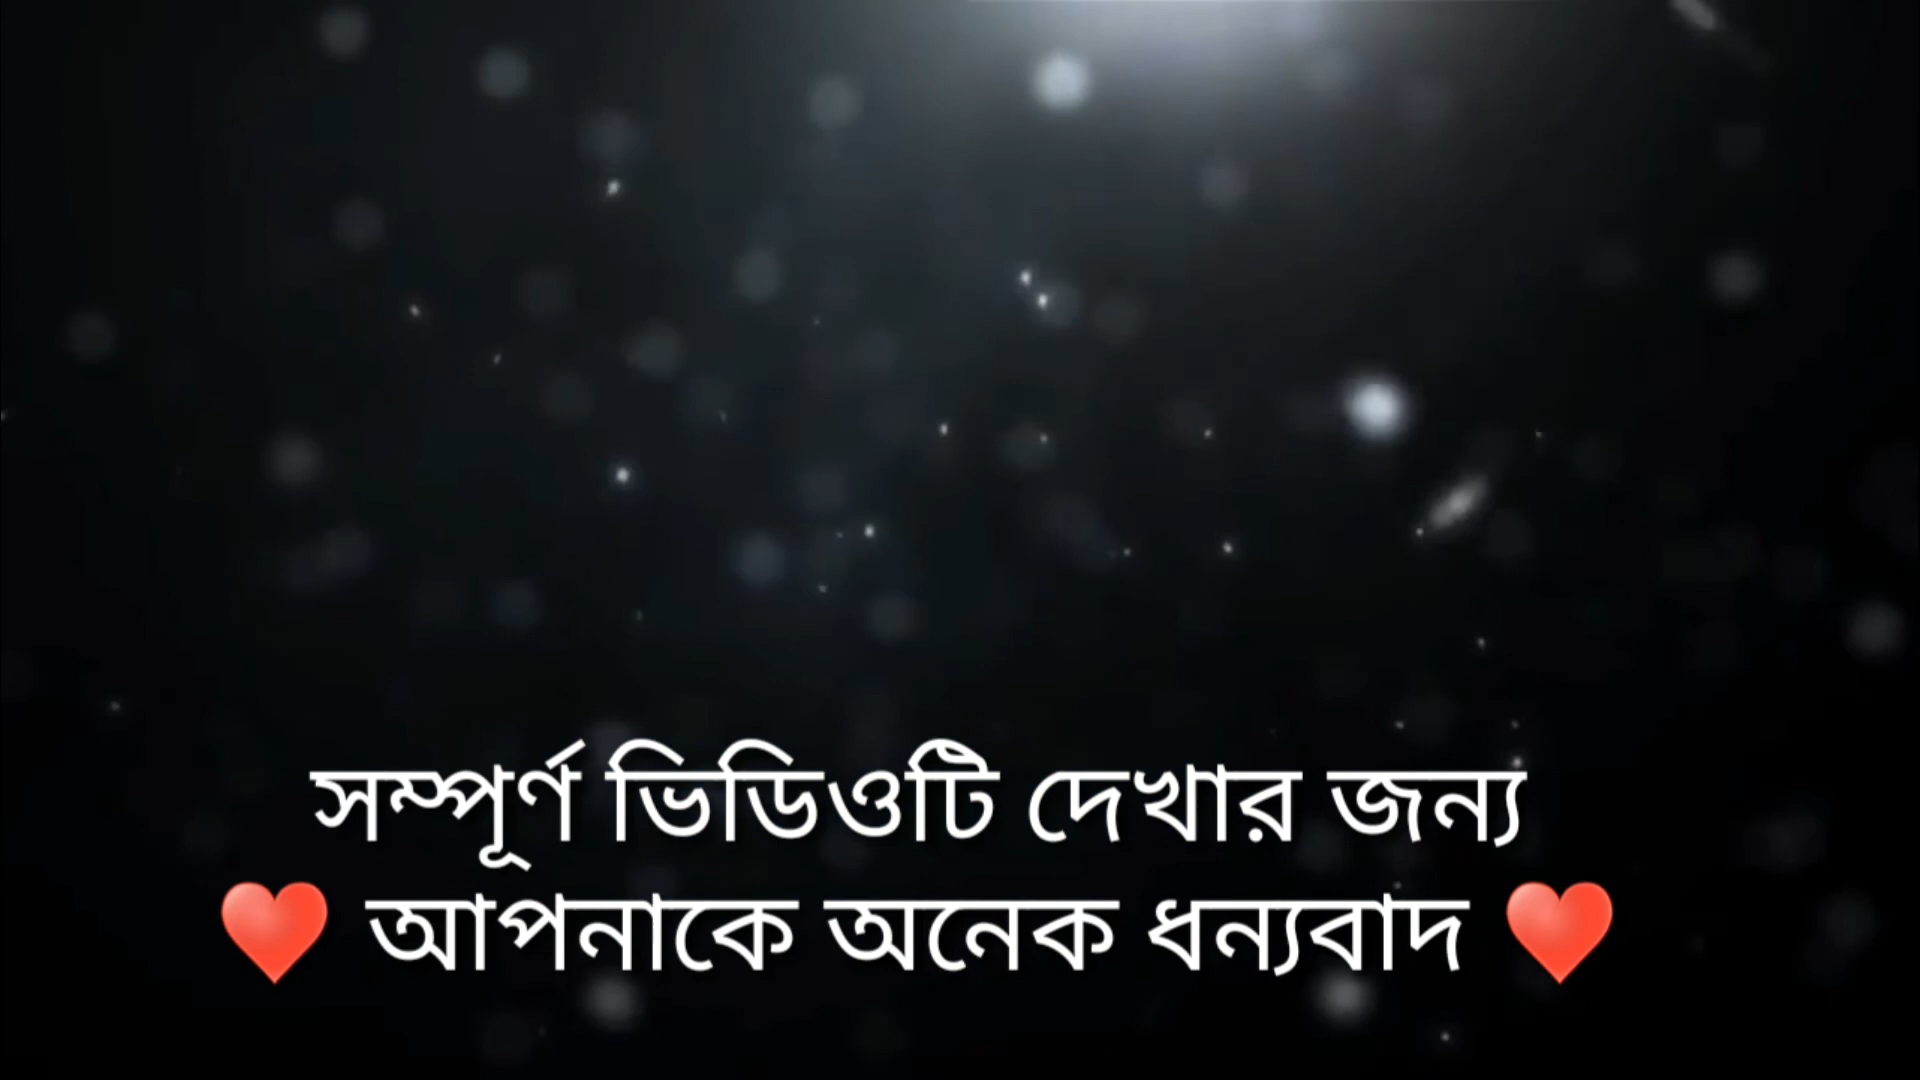 সম্পূর্ণ ভিডিওটি দেখার জন্য
♥️ আপনাকে অনেক ধন্যবাদ ♥️